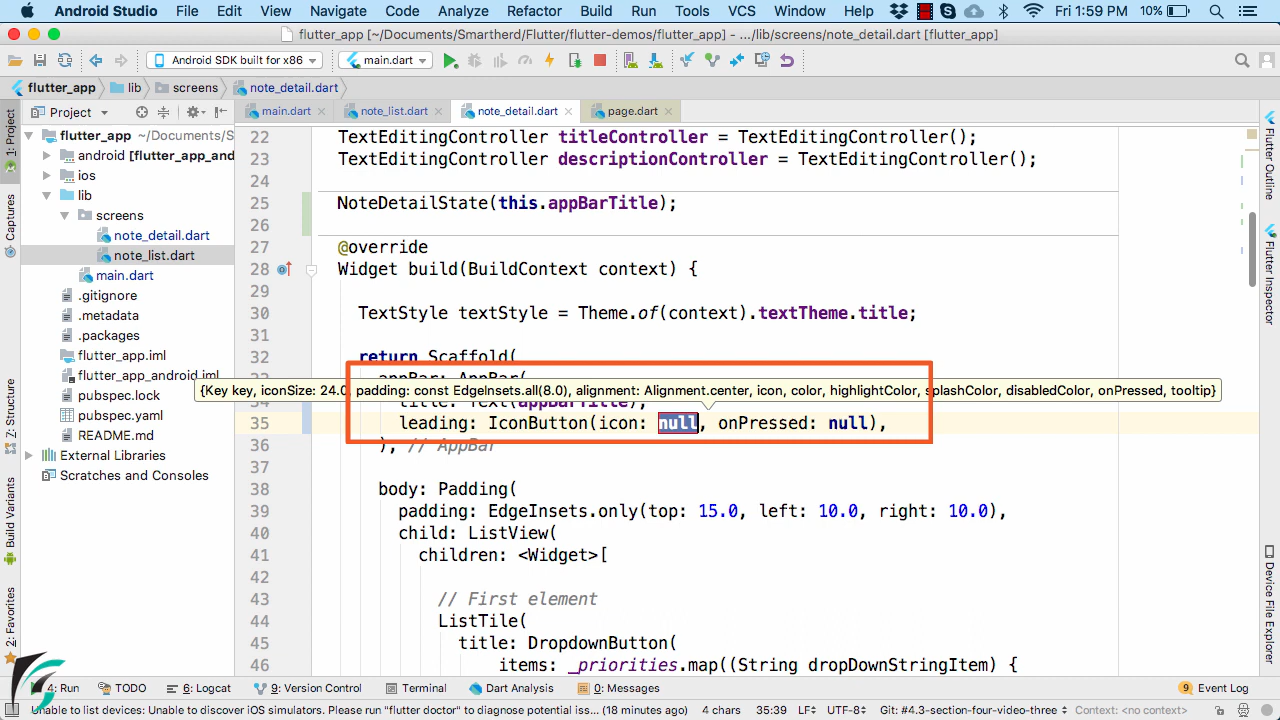 Android Studio File Edit View Navigate Code Analyze Refactor Build Run Tools VCS Window Help Fri 1:59 PM 10%
flutter_app [~/Documents/Smartherd/Flutter/flutter-demos/flutter_app] - .../lib/screens/note_detail.dart [flutter_app]
Android SDK built for x86 main.dart
flutter_app lib screens note_detail.dart
Project
main.dart note_list.dart note_detail.dart page.dart
1: Project
Captures
Z: Structure
Build Variants
2: Favorites
flutter_app ~/Documents/S
android [flutter_app_and
ios
lib
screens
note_detail.dart
note_list.dart
main.dart
.gitignore
.metadata
.packages
flutter_app.iml
flutter_app_android.iml
pubspec.lock
pubspec.yaml
README.md
External Libraries
Scratches and Consoles
22 TextEditingController titleController = TextEditingController();
23 TextEditingController descriptionController = TextEditingController();
24
25 NoteDetailState(this.appBarTitle);
26
27 @override
28 Widget build(BuildContext context) {
29
30 TextStyle textStyle = Theme.of(context).textTheme.title;
31
32 return Scaffold(
appBar: AppBar(
{Key key, iconSize: 24.0, padding: const EdgeInsets.all(8.0), alignment: Alignment.center, icon, color, highlightColor, splashColor, disabledColor, onPressed, tooltip}
34 title: Text(appBarTitle),
35 leading: IconButton(icon: null, onPressed: null),
36 ), // AppBar
37
38 body: Padding(
39 padding: EdgeInsets.only(top: 15.0, left: 10.0, right: 10.0),
40 child: ListView(
41 children: <Widget>[
42
43 // First element
44 ListTile(
45 title: DropdownButton(
46 items: _priorities.map((String dropDownStringItem) {
Flutter Outline
Flutter Inspector
Device File Explorer
4: Run TODO 6: Logcat 9: Version Control Terminal Dart Analysis 0: Messages 9 Event Log
Unable to list devices: Unable to discover iOS simulators. Please run "flutter doctor" to diagnose potential iss... (18 minutes ago) 4 chars 35:39 LF÷ UTF-8÷ Git: #4.3-section-four-video-three Context: <no context>